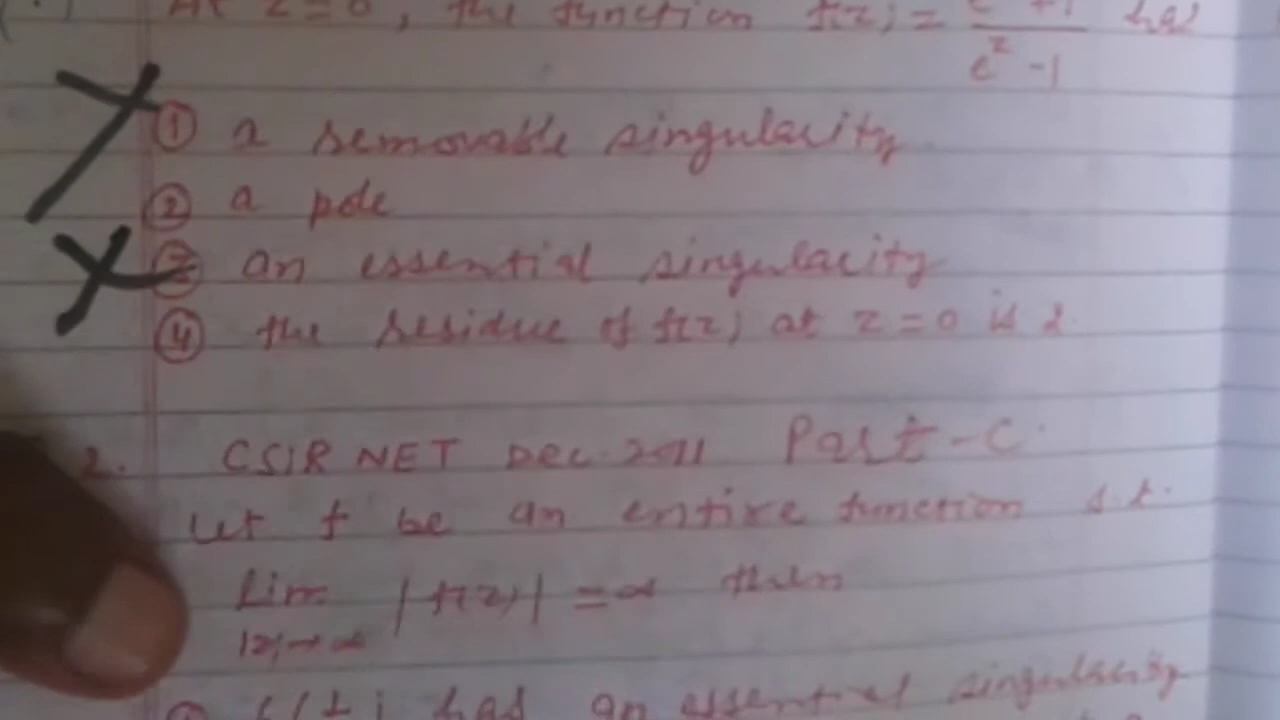 At z=0, the function f(z) = e^z+1 / e^z -1 has
① a removable singularity
② a pole
③ an essential singularity
④ the residue of f(z) at z=0 is 2
2. CSIR NET Dec. 2011 Part-C.
Let f be an entire function s.t.
Lim |f(z)| = ∞ then
|z|→∞
f(1/z) has an essential singularity